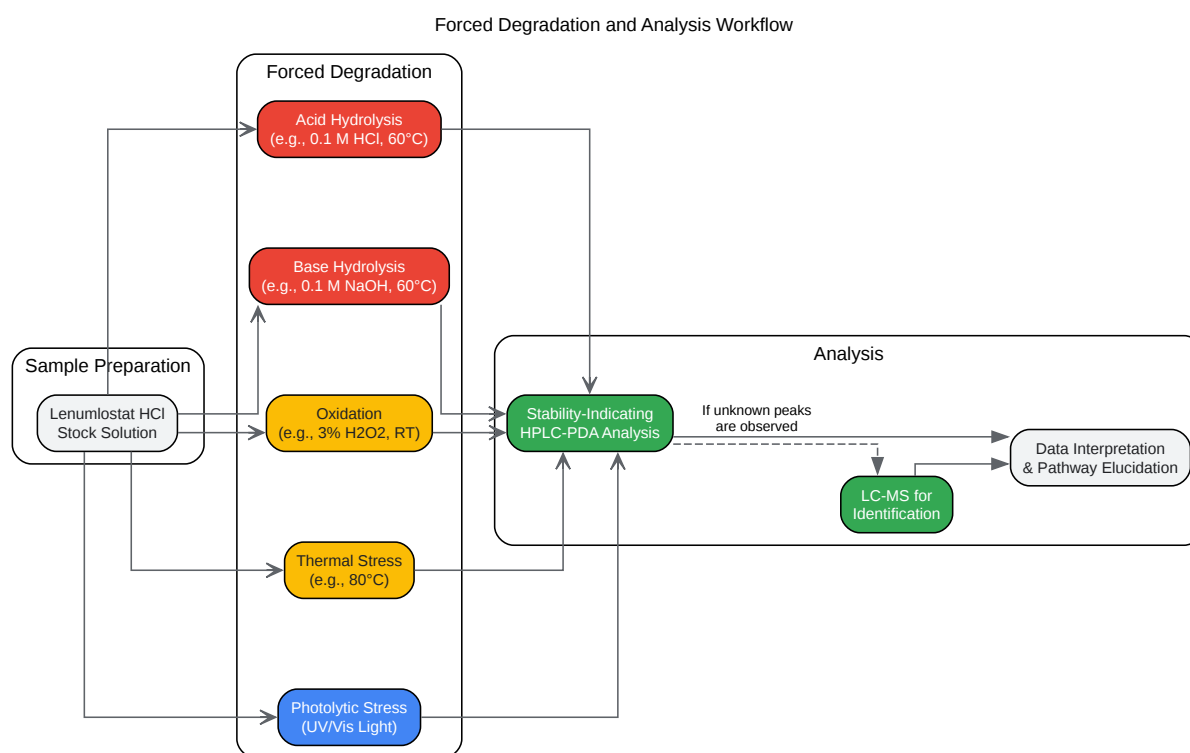 Forced Degradation and Analysis Workflow
Forced Degradation
Acid Hydrolysis
(e.g., 0.1 M HCl, 60°C)
Base Hydrolysis
(e.g., 0.1 M NaOH, 60°C)
Sample Preparation
Lenumlostat HCl
Stock Solution
Oxidation
(e.g., 3% H2O2, RT)
Thermal Stress
(e.g., 80°C)
Photolytic Stress
(UV/Vis Light)
Analysis
Stability-Indicating
HPLC-PDA Analysis
If unknown peaks
are observed
LC-MS for
Identification
Data Interpretation
& Pathway Elucidation